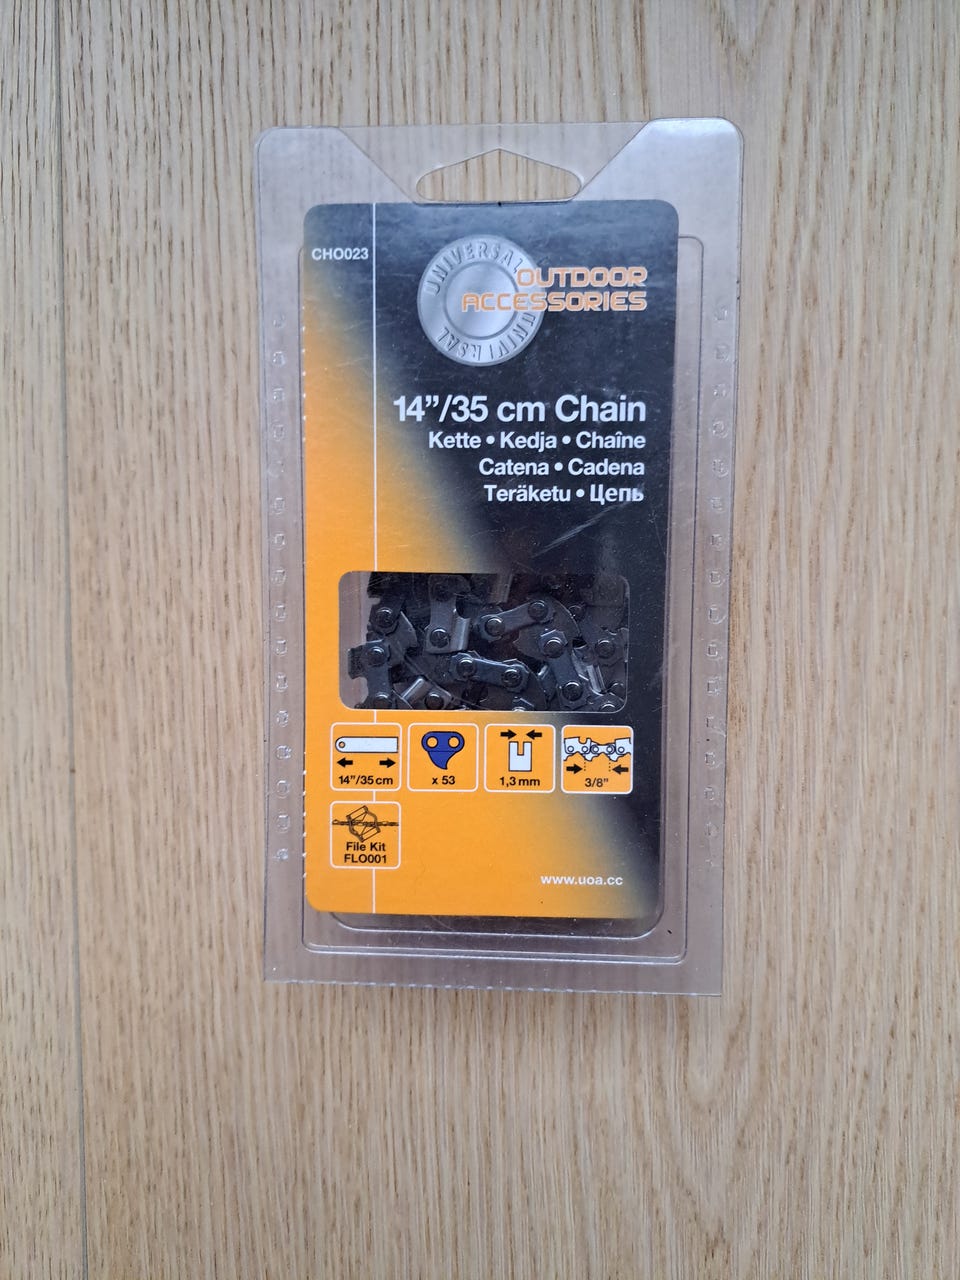 CHO023
UNIVERSAL
OUTDOOR
ACCESSORIES
UNIVERSAL
14”/35 cm Chain
Kette • Kedja • Chaîne
Catena • Cadena
Teräketu • Цепь
14”/35 cm
x 53
1,3 mm
3/8”
File Kit
FLO001
www.uoa.cc